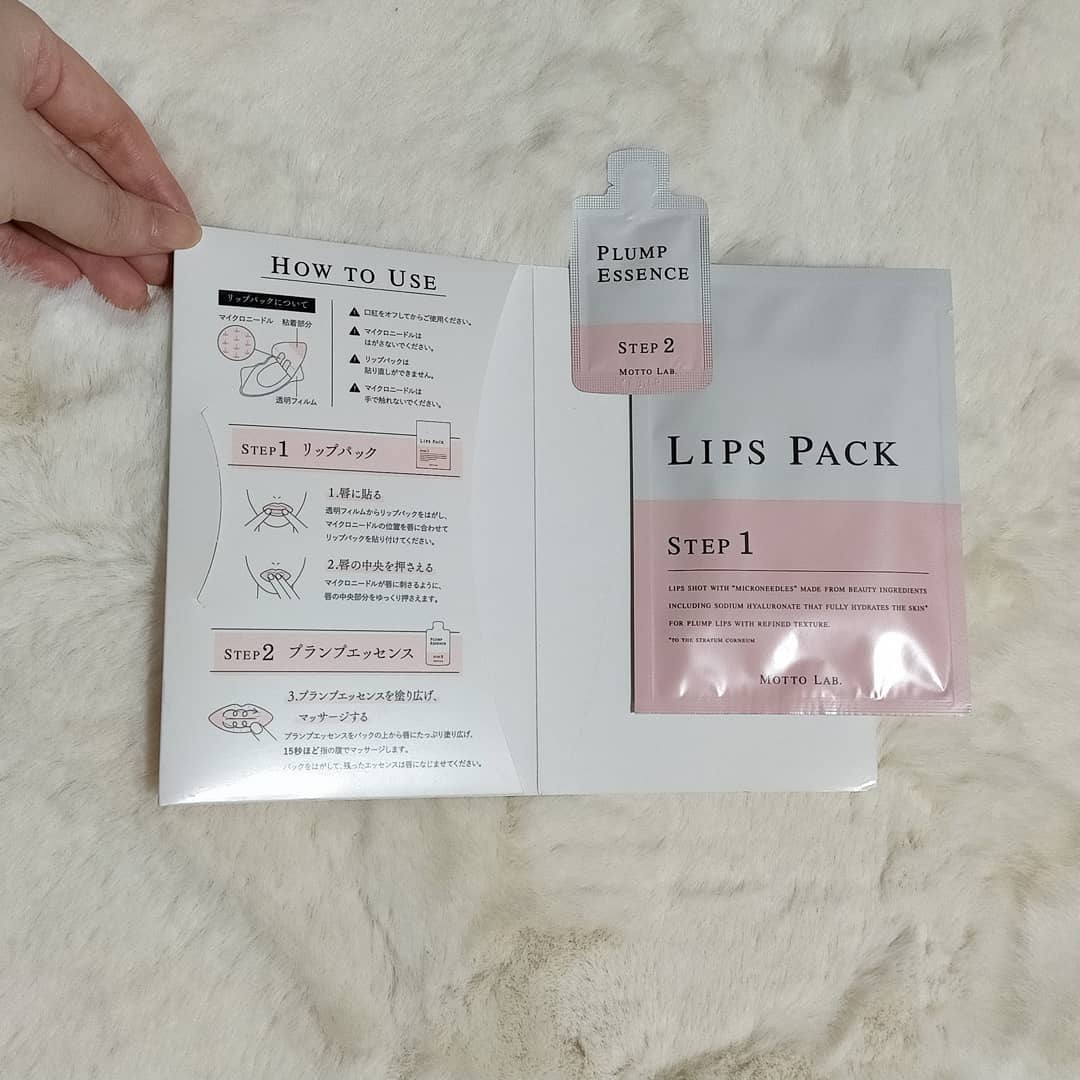 HOW TO USE
リップパックについて
マイクロニードル
粘着部分
透明フィルム
口紅をオフしてからご使用ください。
マイクロニードルは
はがさないでください。
リップパックは
貼り直しができません。
マイクロニードルは
手で触れないでください。
STEP1 リップパック
LIPS PACK
1.唇に貼る
透明フィルムからリップパックをはがし、
マイクロニードルの位置を唇に合わせて
リップパックを貼り付けてください。
2.唇の中央を押さえる
マイクロニードルが唇に刺さるように、
唇の中央部分をゆっくり押さえます。
STEP2 プランプエッセンス
PLUMP
ESSENCE
3.プランプエッセンスを塗り広げ、
マッサージする
プランプエッセンスをパックの上から唇にたっぷり塗り広げ、
15秒ほど指の腹でマッサージします。
パックをはがして、残ったエッセンスは唇になじませてください。
PLUMP
ESSENCE
STEP 2
MOTTO LAB.
LIPS PACK
STEP 1
LIPS SHOT WITH "MICRONEEDLES" MADE FROM BEAUTY INGREDIENTS
INCLUDING SODIUM HYALURONATE THAT FULLY HYDRATES THE SKIN*
FOR PLUMP LIPS WITH REFINED TEXTURE.
*TO THE STRATUM CORNEUM
MOTTO LAB.